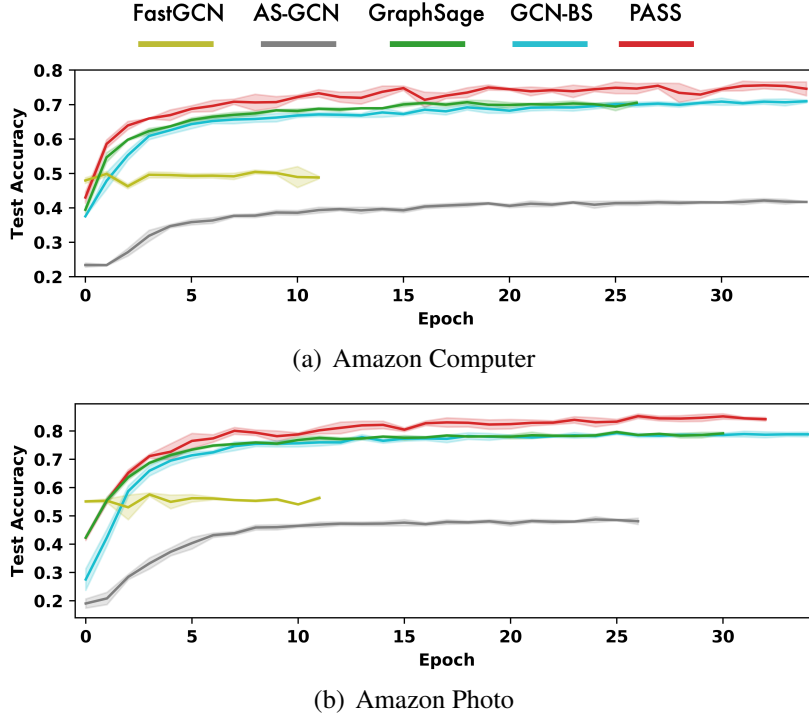 FastGCN AS-GCN GraphSage GCN-BS PASS
0.8
0.7
0.6
0.5
0.4
0.3
0.2
Test Accuracy
0 5 10 15 20 25 30
Epoch
(a) Amazon Computer
0.8
0.7
0.6
0.5
0.4
0.3
0.2
Test Accuracy
0 5 10 15 20 25 30
Epoch
(b) Amazon Photo